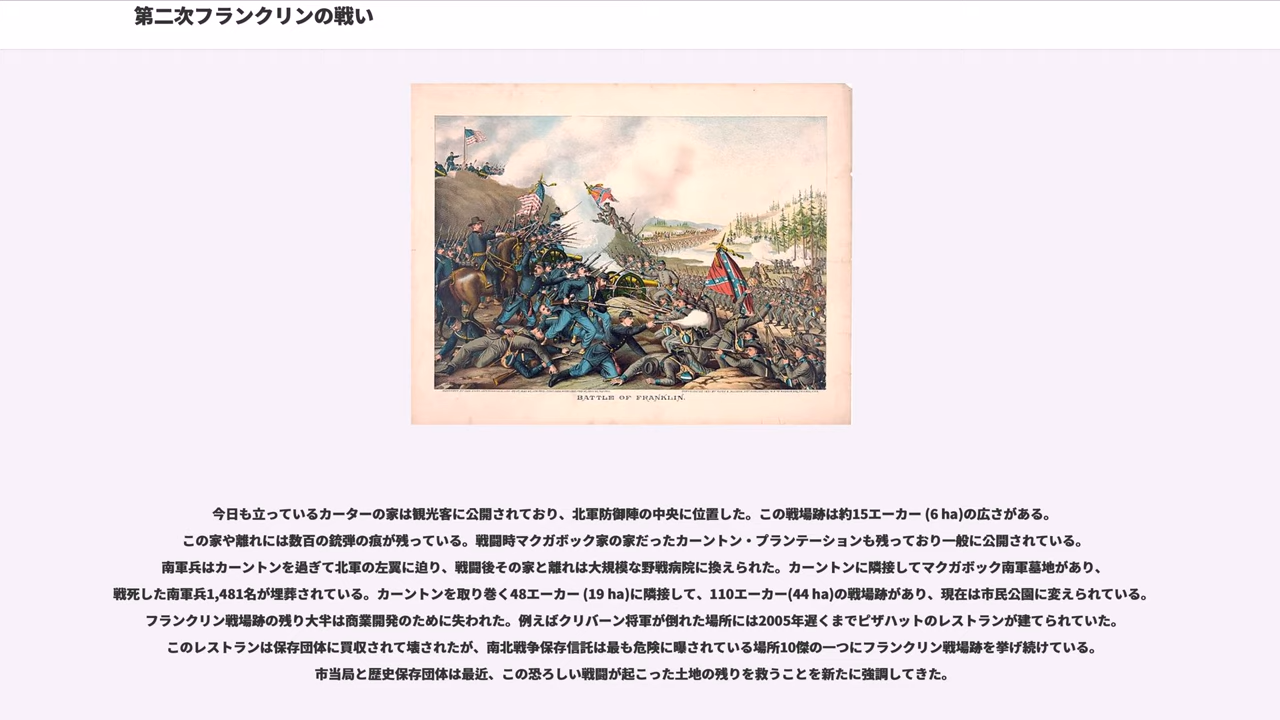 第二次フランクリンの戦い
BATTLE OF FRANKLIN.
今日も立っているカーターの家は観光客に公開されており、北軍防御陣の中央に位置した。この戦場跡は約15エーカー (6 ha)の広さがある。
この家や離れには数百の銃弾の痕が残っている。戦闘時マクガボック家の家だったカーントン・プランテーションも残っており一般に公開されている。
南軍兵はカーントンを過ぎて北軍の左翼に迫り、戦闘後その家と離れは大規模な野戦病院に換えられた。カーントンに隣接してマクガボック南軍墓地があり、
戦死した南軍兵1,481名が埋葬されている。カーントンを取り巻く48エーカー (19 ha)に隣接して、110エーカー(44 ha)の戦場跡があり、現在は市民公園に変えられている。
フランクリン戦場跡の残り大半は商業開発のために失われた。例えばクリバーン将軍が倒れた場所には2005年遅くまでピザハットのレストランが建てられていた。
このレストランは保存団体に買収されて壊されたが、南北戦争保存信託は最も危険に曝されている場所10傑の一つにフランクリン戦場跡を挙げ続けている。
市当局と歴史保存団体は最近、この恐ろしい戦闘が起こった土地の残りを救うことを新たに強調してきた。